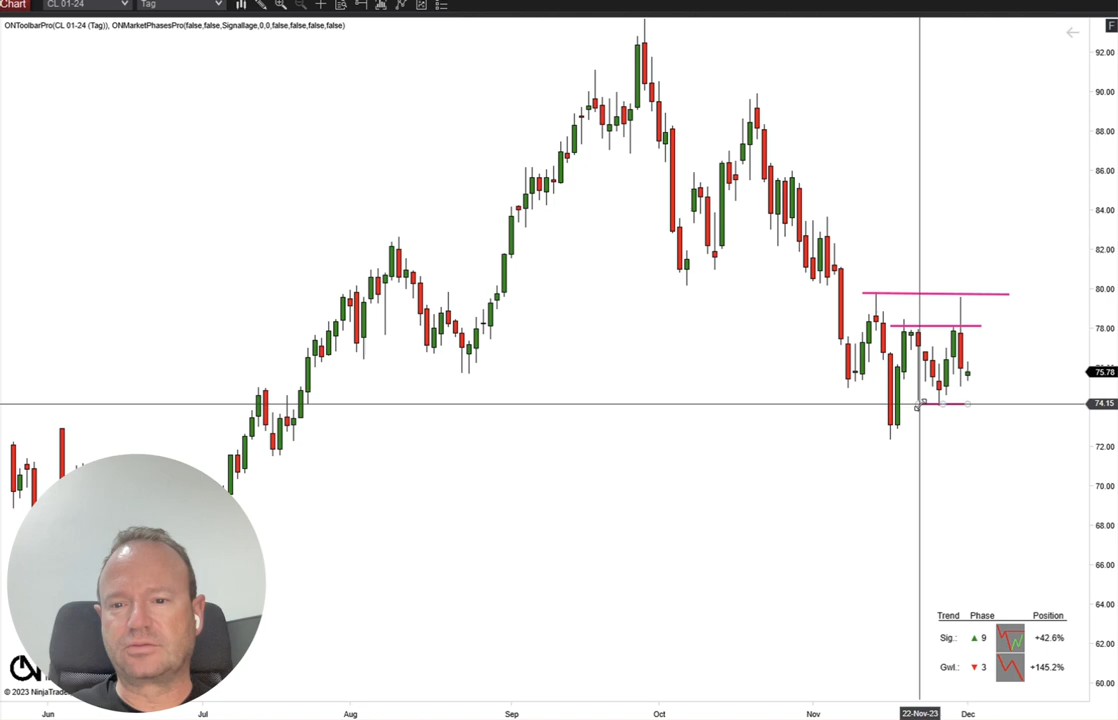 Chart CL 01-24 (Tag) Tag
ONToolbarPro(CL 01-24 (Tag)), ONMarketPhasesPro(false,false,Signallage,0,0,false,false,false,false)
F
92.00
90.00
88.00
86.00
84.00
82.00
80.00
78.00
75.78
74.15
72.00
70.00
68.00
66.00
64.00
62.00
60.00
Trend Phase Position
Sig.: ▲ 9 +42.6%
Gwl.: ▼ 3 +145.2%
© 2023 NinjaTrade
Jun Jul Aug Sep Oct Nov 22-Nov-23 Dec